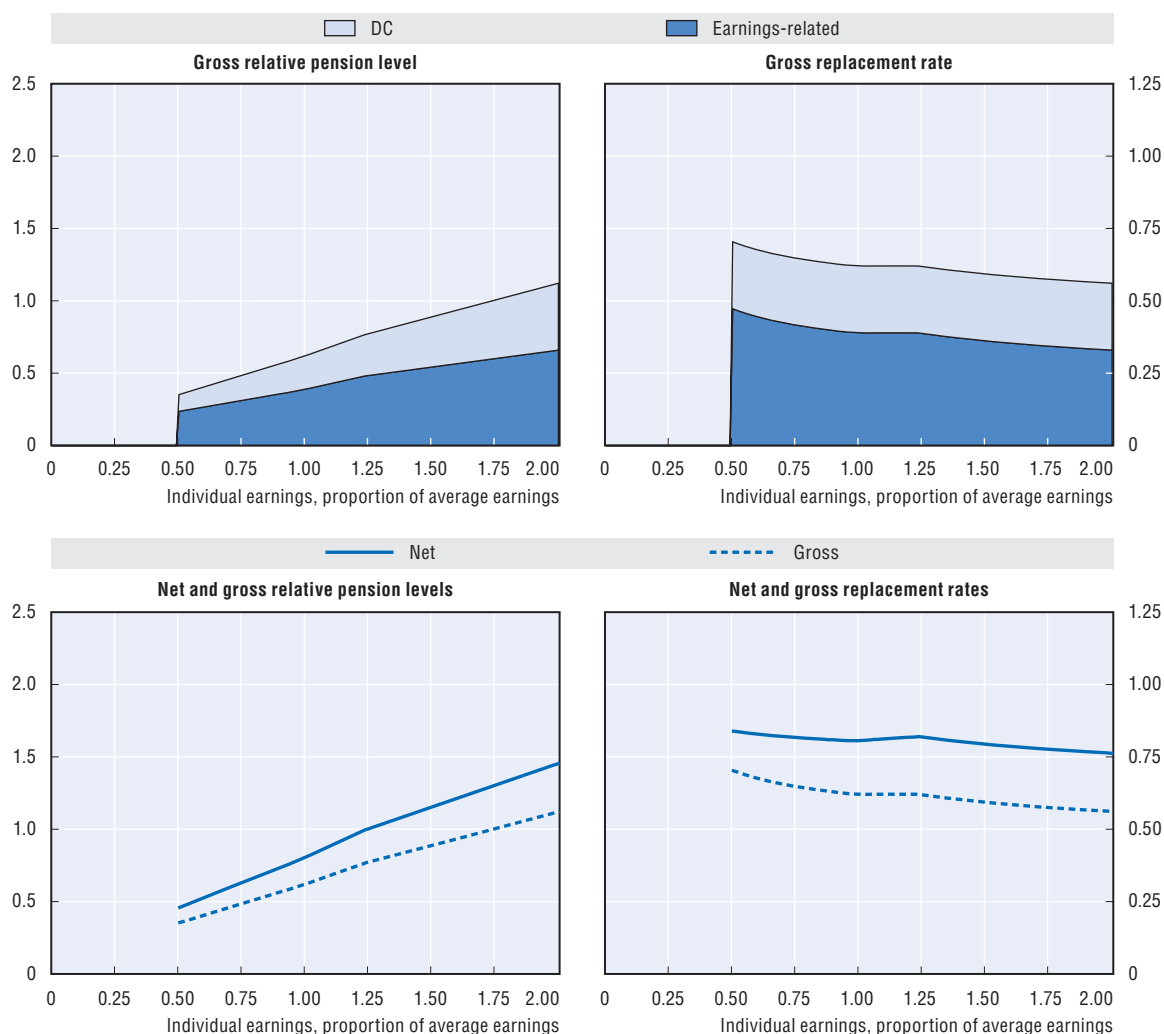 DC Earnings-related
Gross relative pension level Gross replacement rate
2.5 1.25
2.0 1.00
1.5 0.75
1.0 0.50
0.5 0.25
0 0
0 0.25 0.50 0.75 1.00 1.25 1.50 1.75 2.00 0 0.25 0.50 0.75 1.00 1.25 1.50 1.75 2.00
Individual earnings, proportion of average earnings Individual earnings, proportion of average earnings
Net Gross
Net and gross relative pension levels Net and gross replacement rates
2.5 1.25
2.0 1.00
1.5 0.75
1.0 0.50
0.5 0.25
0 0
0 0.25 0.50 0.75 1.00 1.25 1.50 1.75 2.00 0 0.25 0.50 0.75 1.00 1.25 1.50 1.75 2.00
Individual earnings, proportion of average earnings Individual earnings, proportion of average earnings